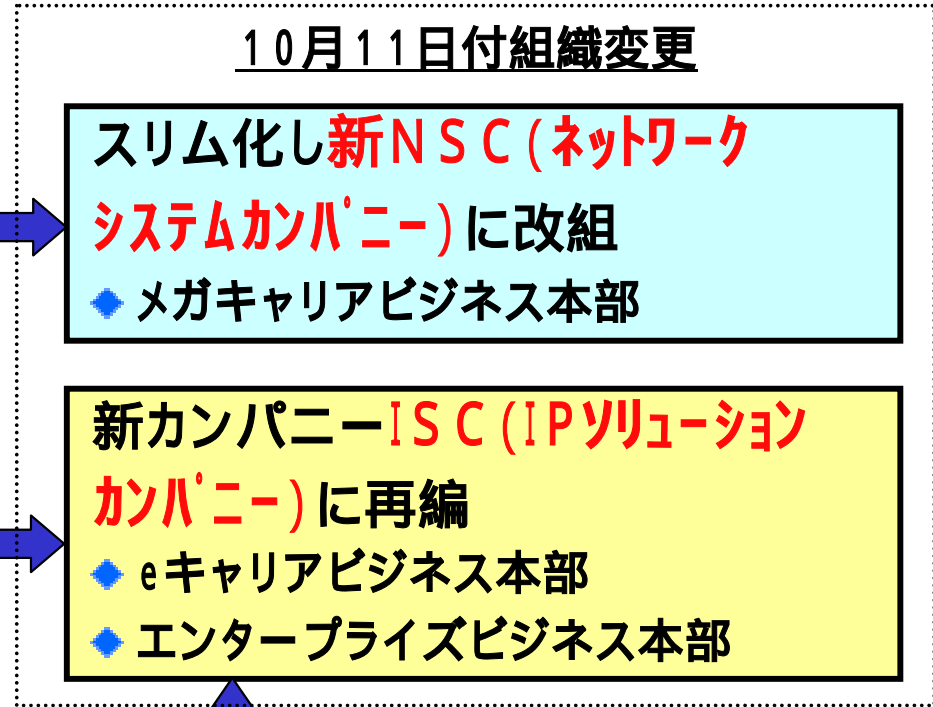 １０月１１日付組織変更
スリム化し新ＮＳＣ(ﾈｯﾄﾜｰｸ
ｼｽﾃﾑｶﾝﾊﾟﾆｰ)に改組
◆ メガキャリアビジネス本部
新カンパニーＩＳＣ(ＩＰｿﾘｭｰｼｮﾝ
ｶﾝﾊﾟﾆｰ)に再編
◆ eキャリアビジネス本部
◆ エンタープライズビジネス本部